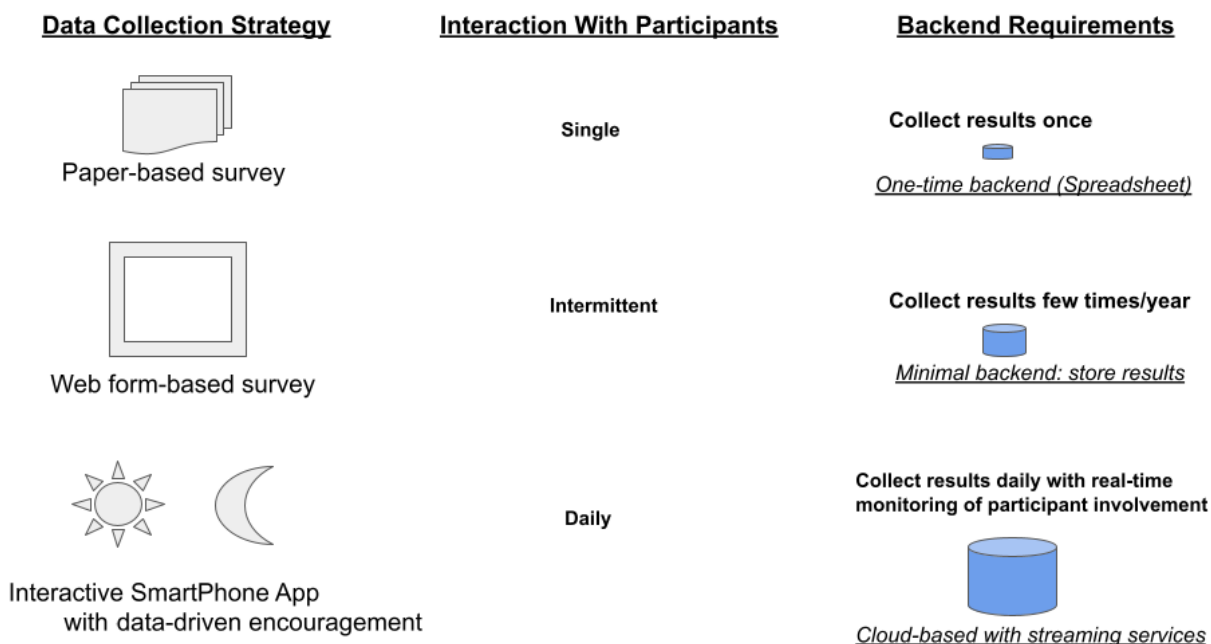 Data Collection Strategy
Interaction With Participants
Backend Requirements
Paper-based survey
Single
Collect results once
One-time backend (Spreadsheet)
Web form-based survey
Intermittent
Collect results few times/year
Minimal backend: store results
Interactive SmartPhone App
with data-driven encouragement
Daily
Collect results daily with real-time
monitoring of participant involvement
Cloud-based with streaming services